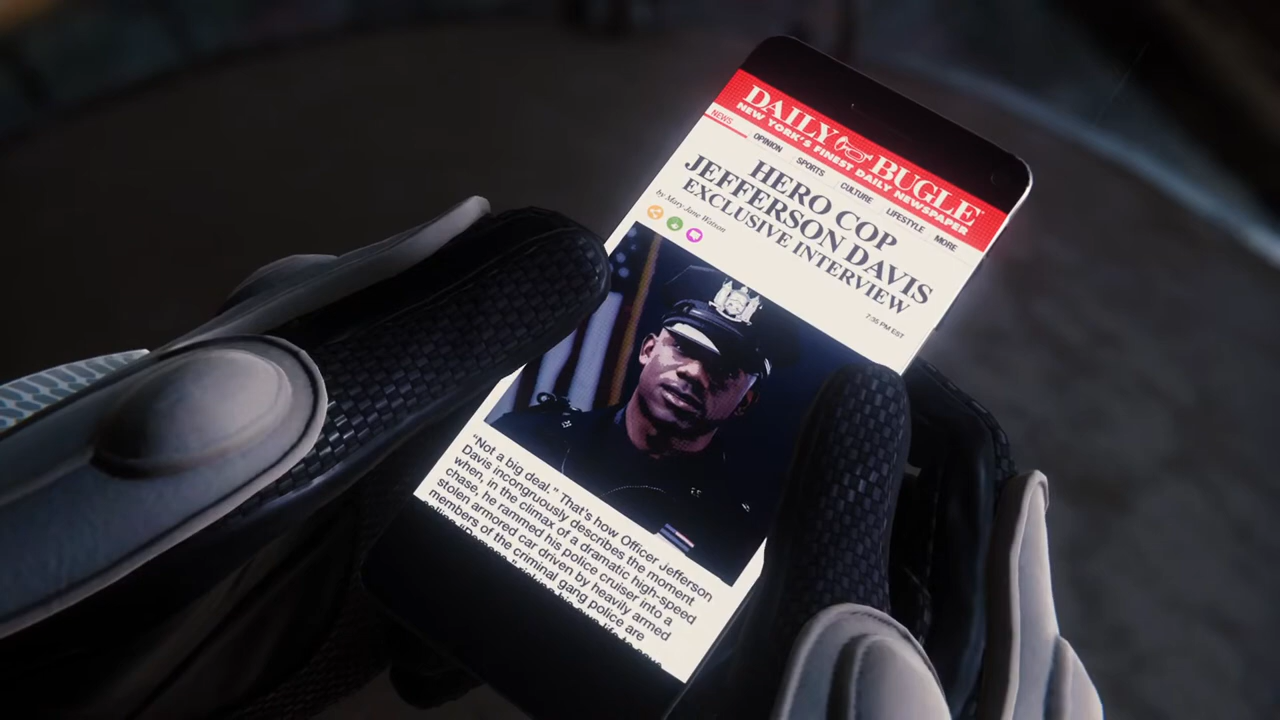 DAILY BUGLE
NEW YORK'S FINEST DAILY NEWSPAPER
NEWS OPINION SPORTS CULTURE LIFESTYLE MORE
HERO COP
JEFFERSON DAVIS
EXCLUSIVE INTERVIEW
by Mary Jane Watson
7:35 PM EST
"Not a big deal." That's how Officer Jefferson
Davis incongruously describes the moment
when, in the climax of a dramatic high-speed
chase, he rammed his police cruiser into a
stolen armored car driven by heavily armed
members of the criminal gang police are